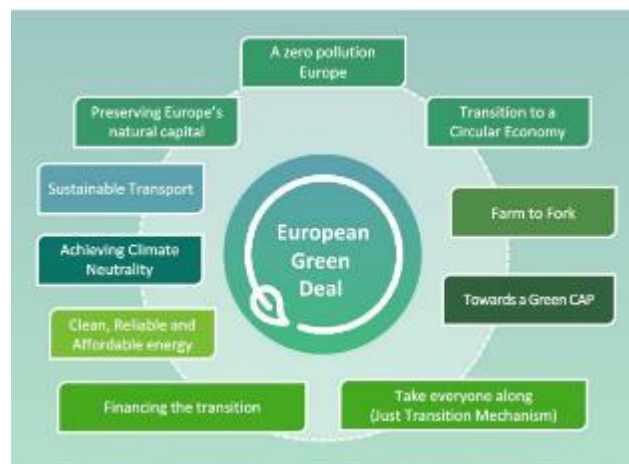 A zero pollution
Europe
Preserving Europe's
natural capital
Transition to a
Circular Economy
Sustainable Transport
Farm to Fork
European
Green
Deal
Achieving Climate
Neutrality
Towards a Green CAP
Clean, Reliable and
Affordable energy
Financing the transition
Take everyone along
(Just Transition Mechanism)